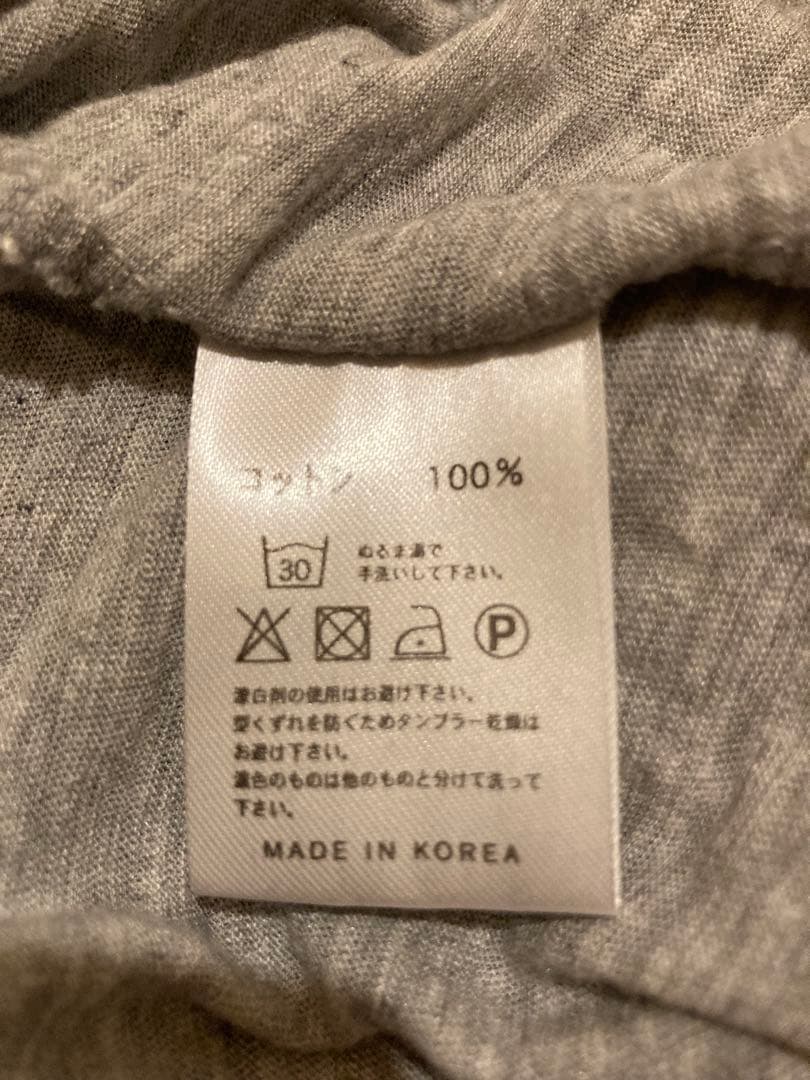 コットン 100%
30 ぬるま湯で
手洗いして下さい。
P
漂白剤の使用はお避け下さい。
型くずれを防ぐためタンブラー乾燥は
お避け下さい。
濃色のものは他のものと分けて洗って
下さい。
MADE IN KOREA